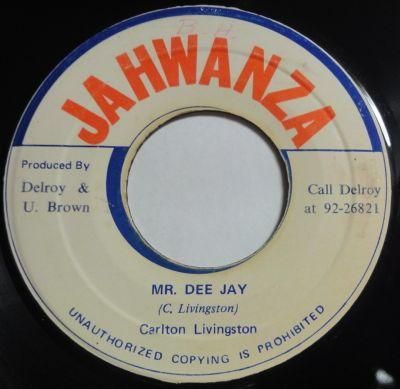 B.H.
JAHWANZA
Produced By
Delroy &
U. Brown
Call Delroy
at 92-26821
MR. DEE JAY
(C. Livingston)
Carlton Livingston
UNAUTHORIZED COPYING IS PROHIBITED